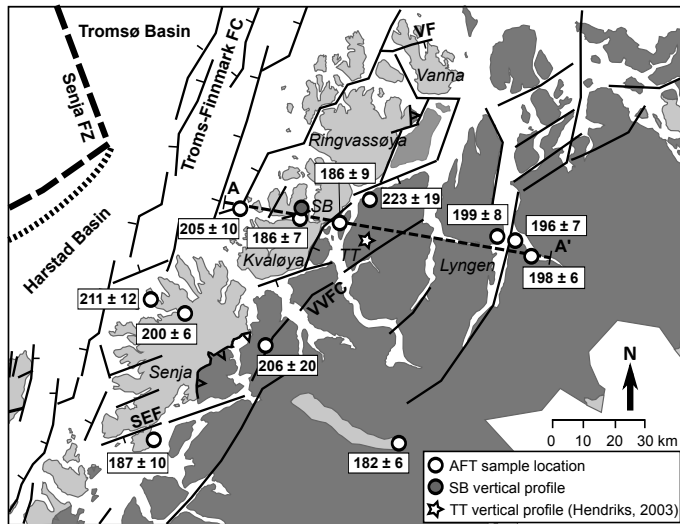 Tromsø Basin
VF
Senja FZ
Troms-Finnmark FC
Vanna
Ringvassøya
186 ± 9
A
SB
223 ± 19
205 ± 10
186 ± 7
199 ± 8
196 ± 7
Harstad Basin
Kvaløya
TT
Lyngen
A'
198 ± 6
211 ± 12
VVFC
200 ± 6
Senja
206 ± 20
N
SEF
0 10 20 30 km
187 ± 10
182 ± 6
AFT sample location
SB vertical profile
TT vertical profile (Hendriks, 2003)